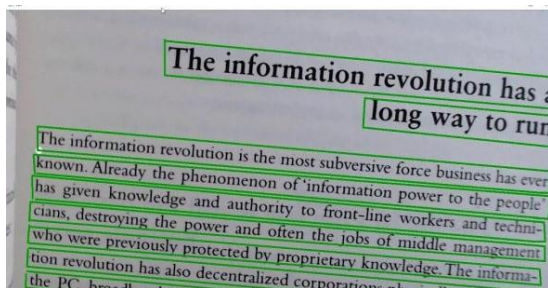 The information revolution has a
long way to run
The information revolution is the most subversive force business has ever
known. Already the phenomenon of 'information power to the people'
has given knowledge and authority to front-line workers and techni-
cians, destroying the power and often the jobs of middle management
who were previously protected by proprietary knowledge. The informa-
tion revolution has also decentralized corporations
the PC,